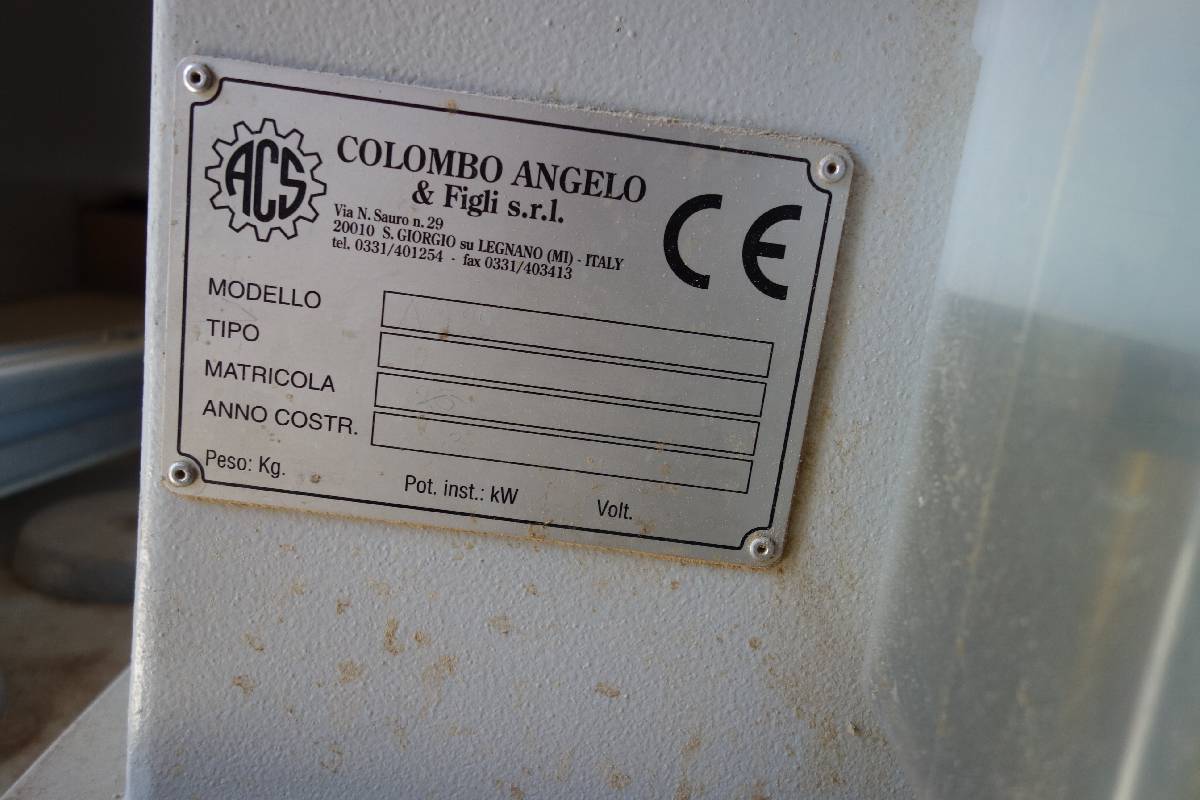 ACS
COLOMBO ANGELO
& Figli s.r.l.
Via N. Sauro n. 29
20010 S. GIORGIO su LEGNANO (MI) - ITALY
tel. 0331/401254 - fax 0331/403413
CE
MODELLO
TIPO
MATRICOLA
ANNO COSTR.
Peso: Kg.
Pot. inst.: kW
Volt.